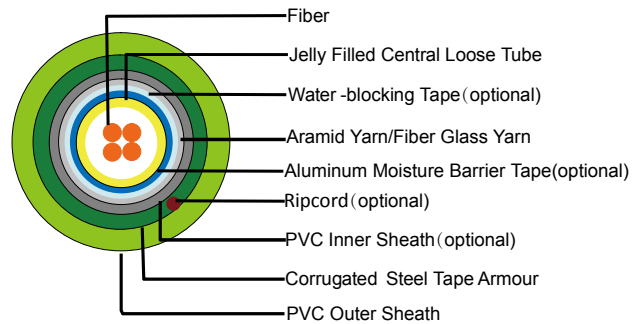 Fiber
Jelly Filled Central Loose Tube
Water -blocking Tape（optional)
Aramid Yarn/Fiber Glass Yarn
Aluminum Moisture Barrier Tape(optional)
Ripcord（optional)
PVC Inner Sheath（optional)
Corrugated Steel Tape Armour
PVC Outer Sheath